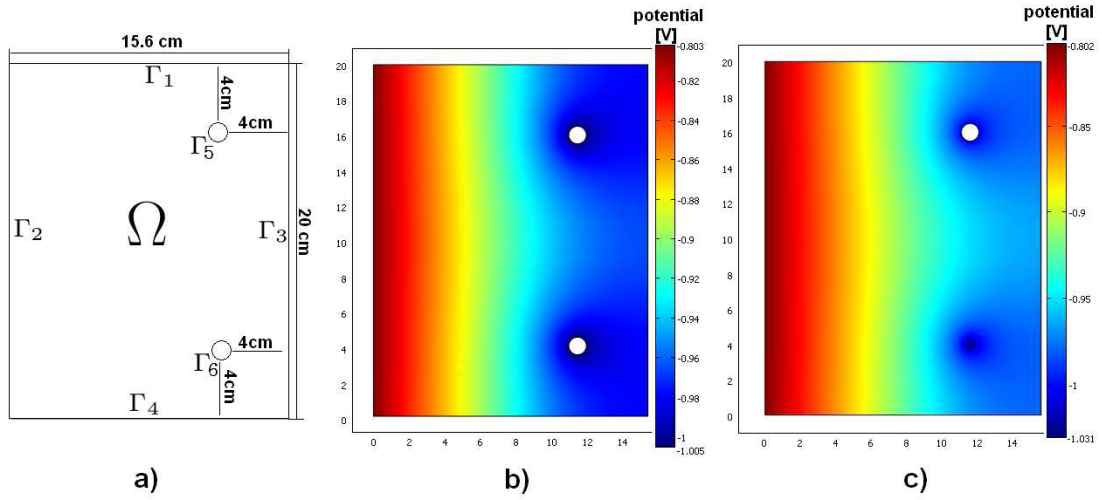 15.6 cm
Γ1
4cm
4cm
Γ5
Ω
Γ2
Γ3
20 cm
4cm
Γ6
4cm
Γ4
a)
potential
[V]
-0.803
-0.82
-0.84
-0.86
-0.88
-0.9
-0.92
-0.94
-0.96
-0.98
-1
-1.005
20
18
16
14
12
10
8
6
4
2
0
0 2 4 6 8 10 12 14
b)
potential
[V]
-0.802
-0.85
-0.9
-0.95
-1
-1.031
20
18
16
14
12
10
8
6
4
2
0
0 2 4 6 8 10 12 14
c)